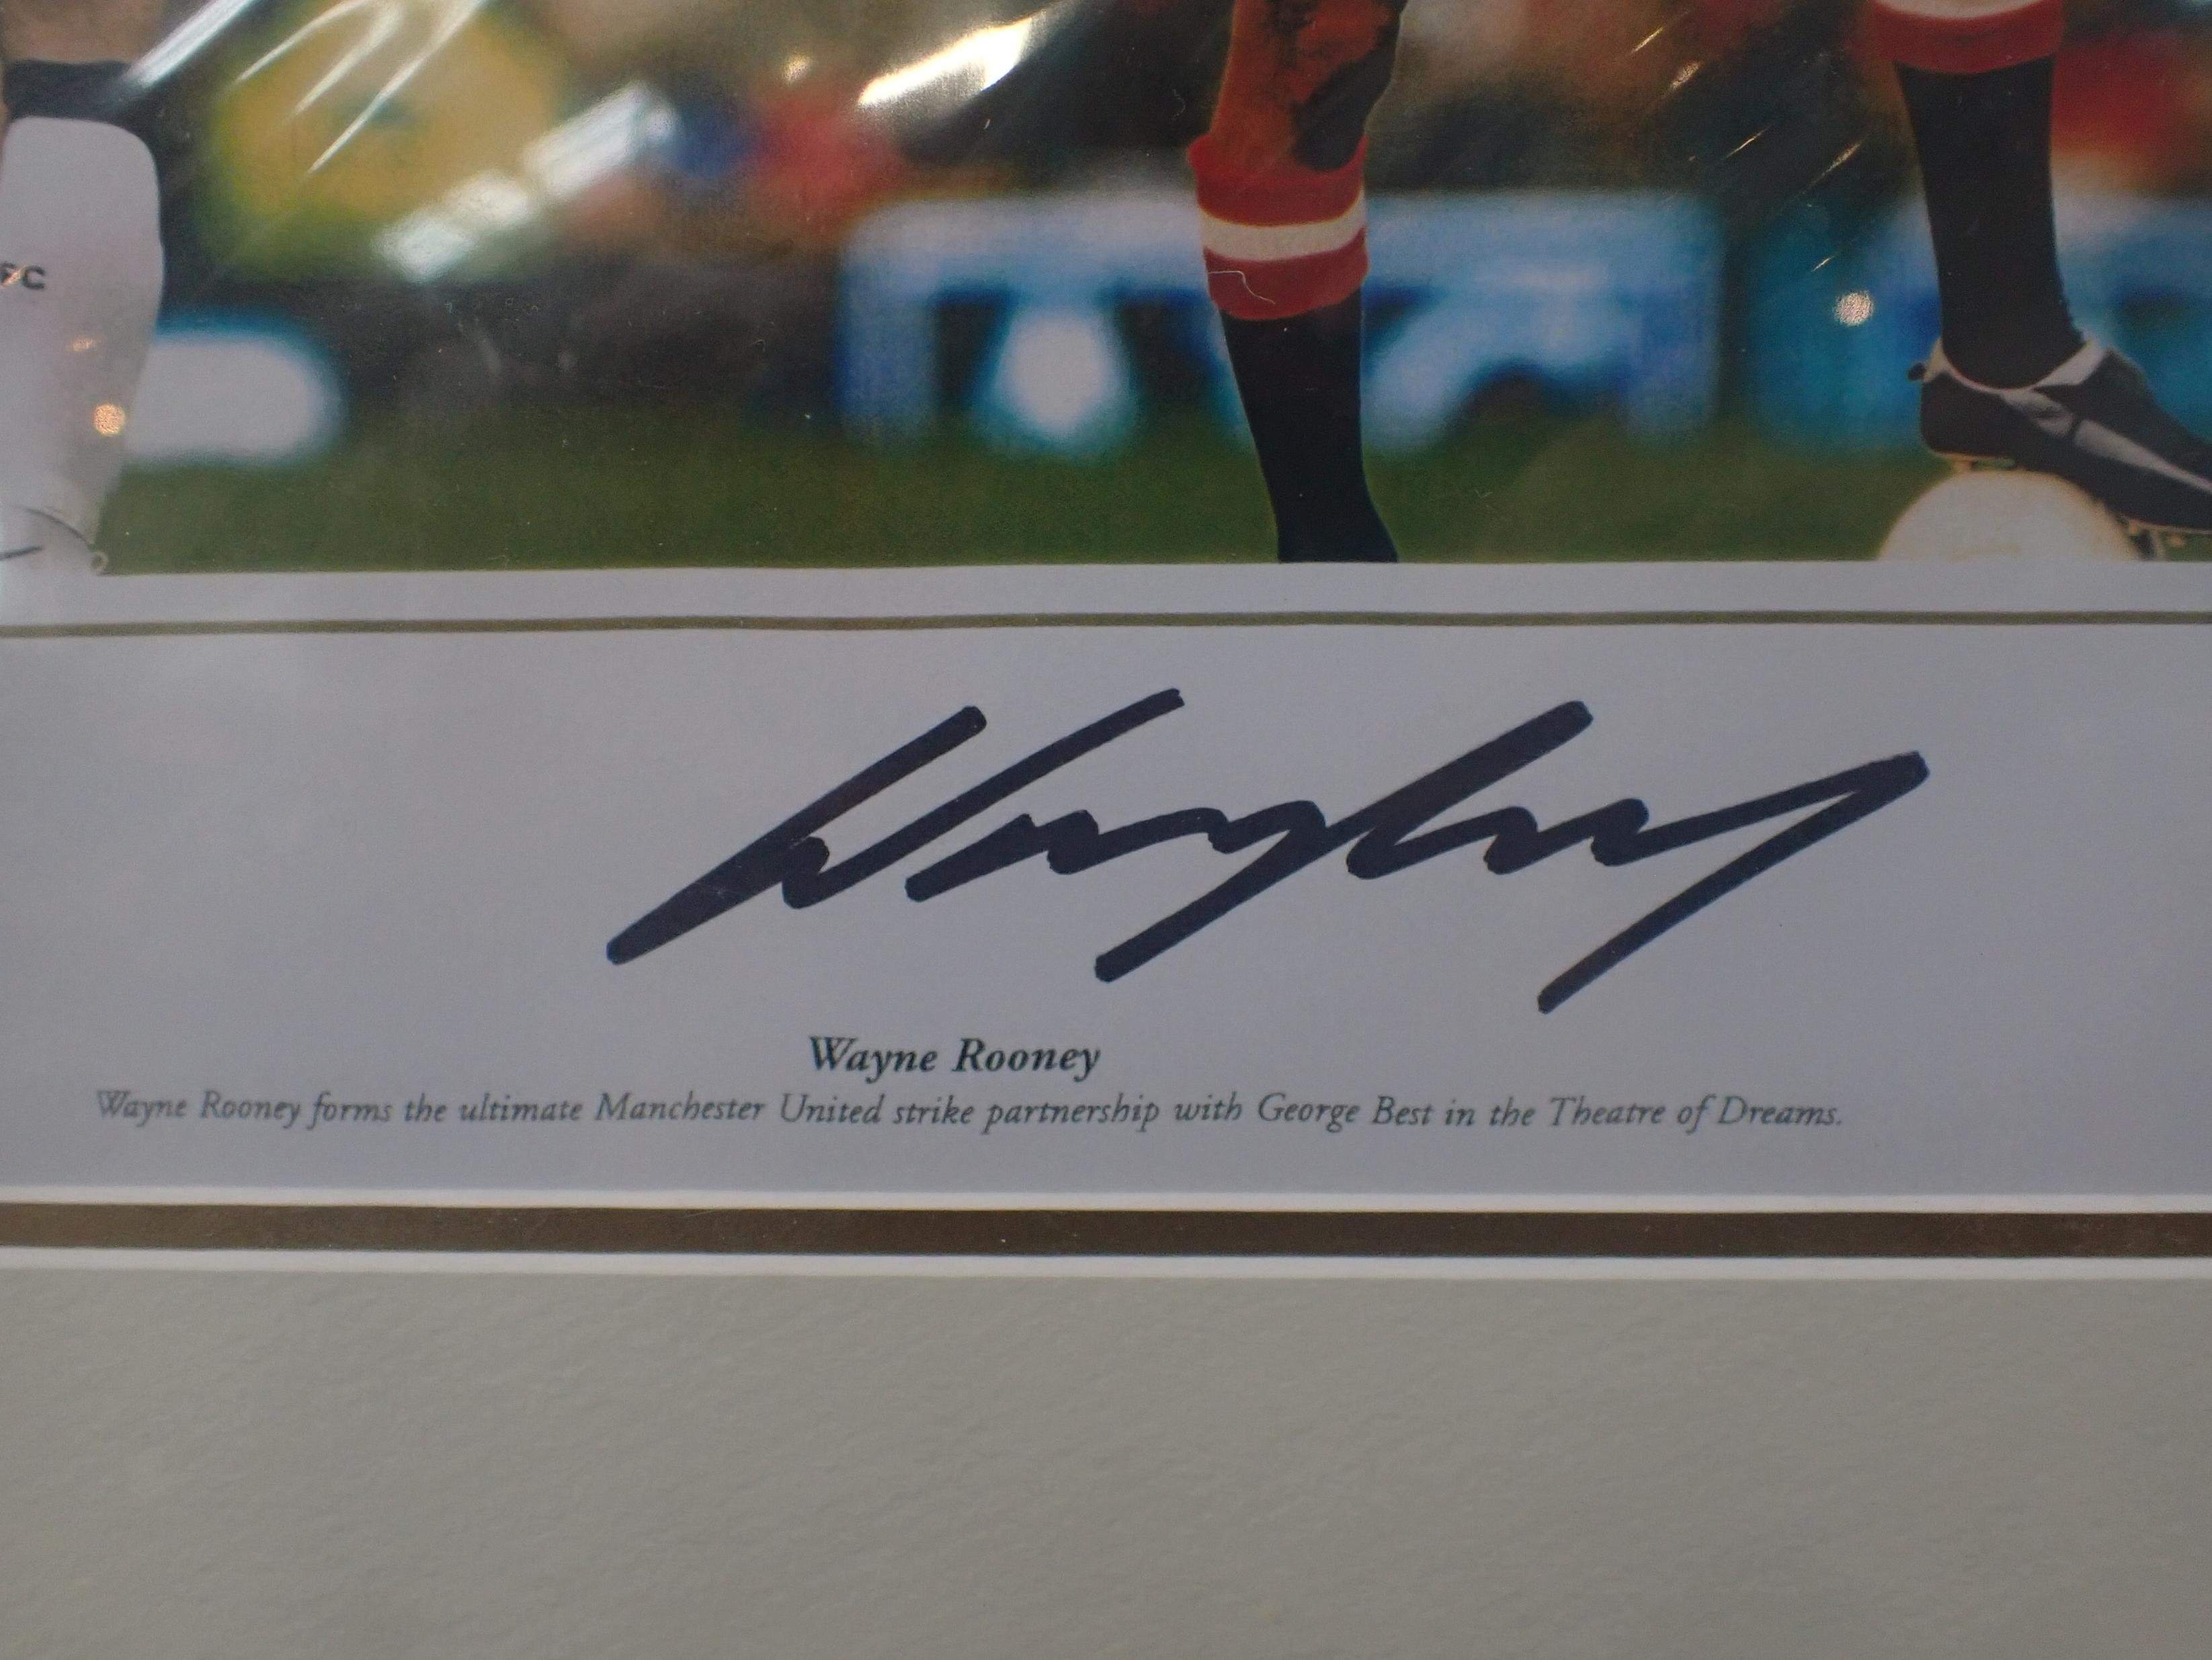 FC
Wayne Rooney
Wayne Rooney forms the ultimate Manchester United strike partnership with George Best in the Theatre of Dreams.